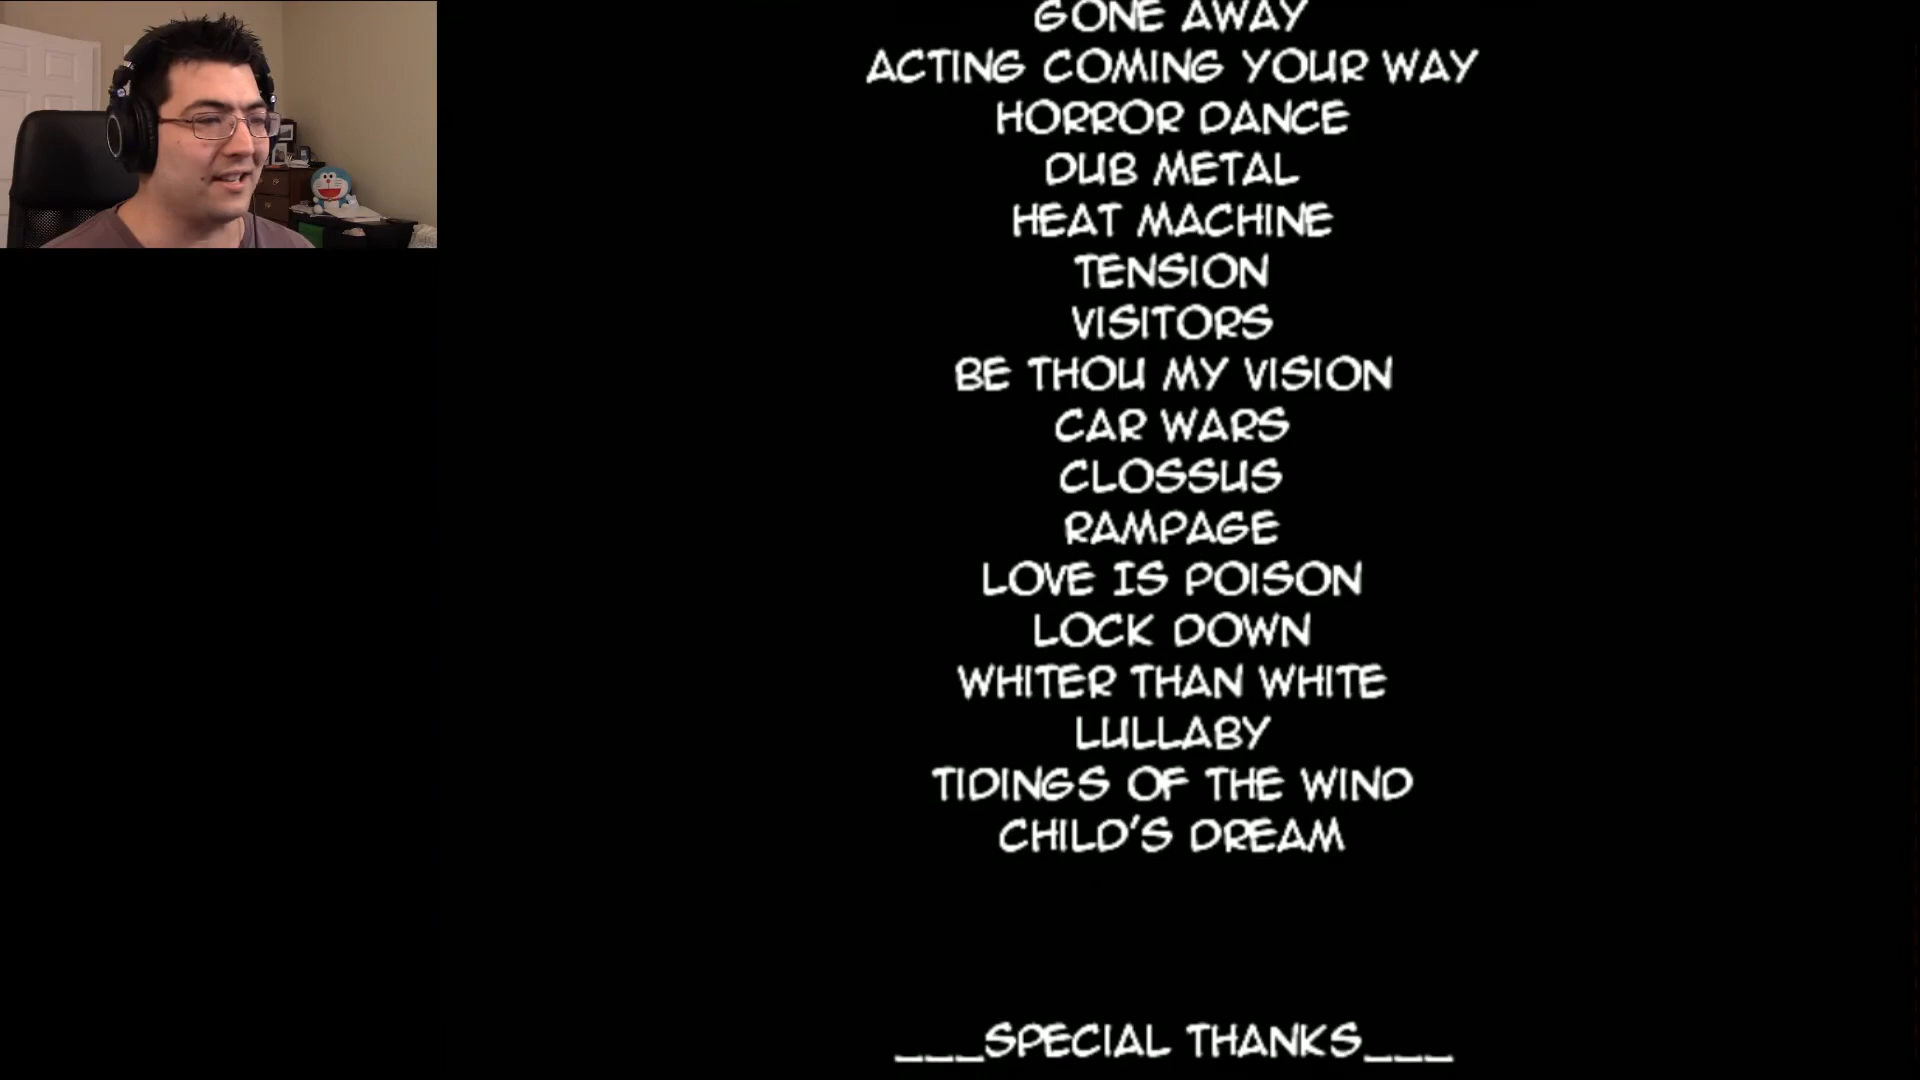 GONE AWAY
ACTING COMING YOUR WAY
HORROR DANCE
DUB METAL
HEAT MACHINE
TENSION
VISITORS
BE THOU MY VISION
CAR WARS
CLOSSUS
RAMPAGE
LOVE IS POISON
LOCK DOWN
WHITER THAN WHITE
LULLABY
TIDINGS OF THE WIND
CHILD'S DREAM
___SPECIAL THANKS___